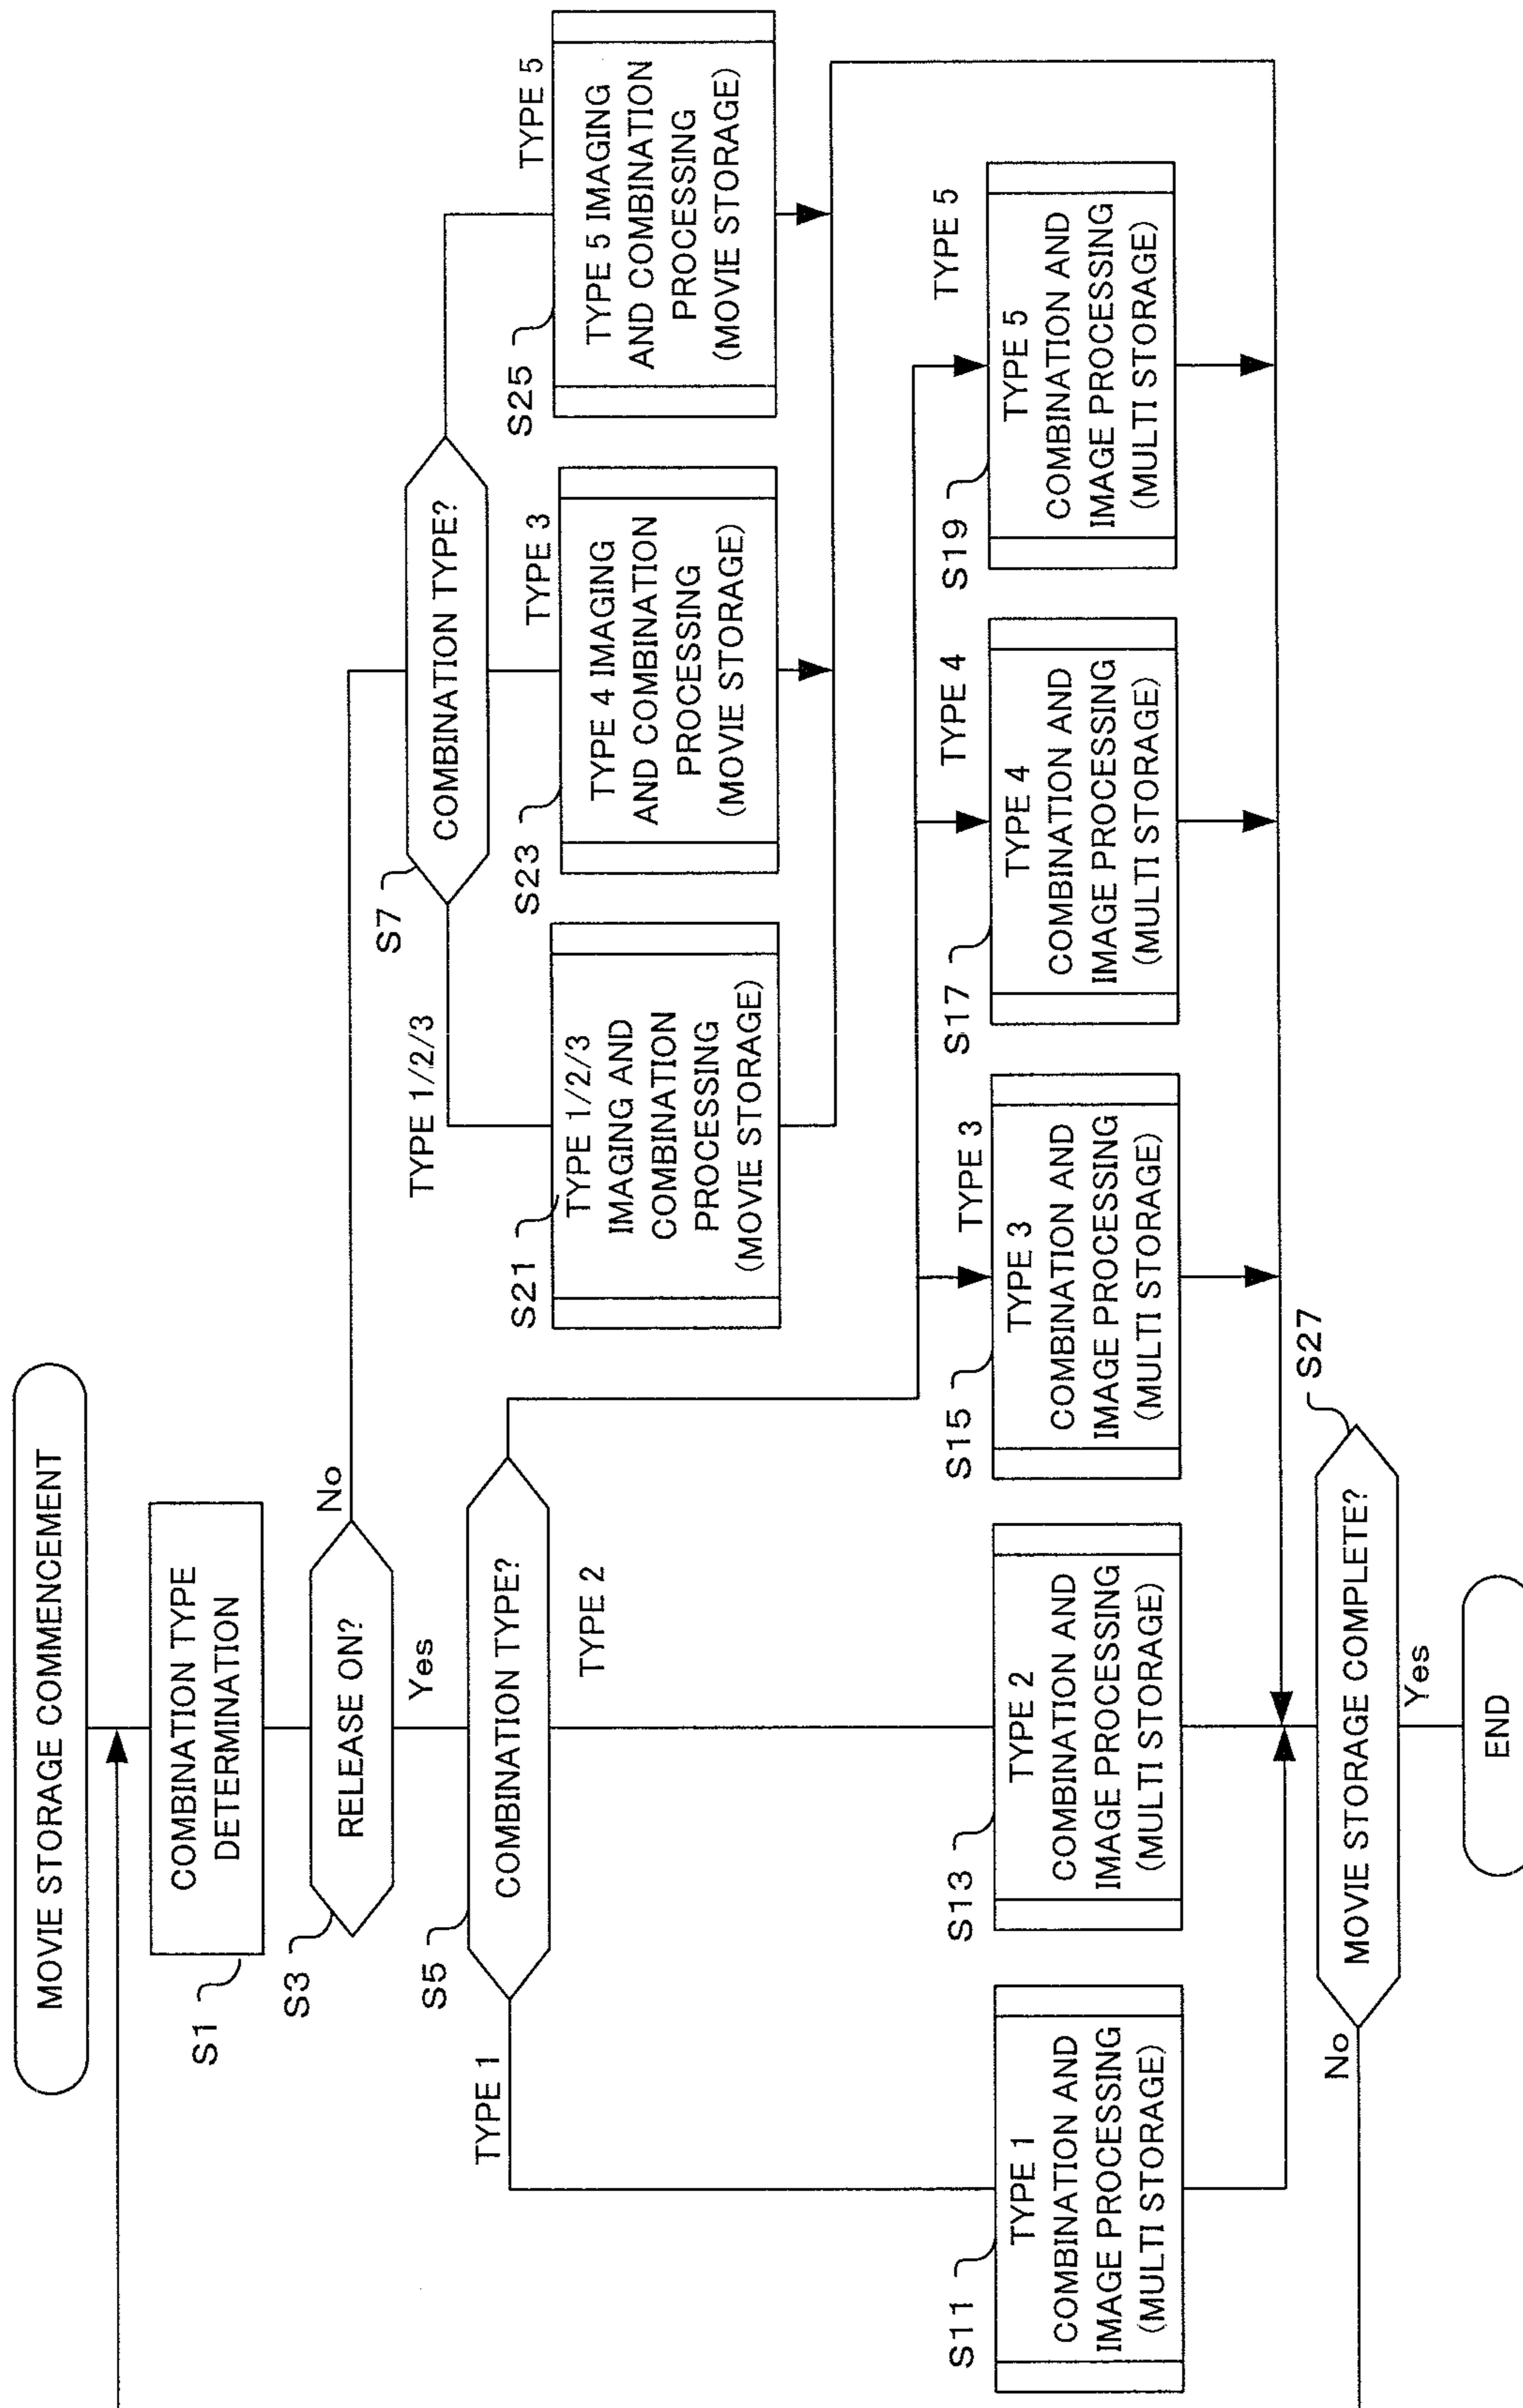 MOVIE STORAGE COMMENCEMENT
S1
COMBINATION TYPE
DETERMINATION
S3
RELEASE ON?
No
Yes
S5
COMBINATION TYPE?
TYPE 1
TYPE 2
S7
COMBINATION TYPE?
TYPE 1/2/3
TYPE 3
TYPE 5
S21
TYPE 1/2/3
IMAGING AND
COMBINATION
PROCESSING
(MOVIE STORAGE)
S23
TYPE 4 IMAGING
AND COMBINATION
PROCESSING
(MOVIE STORAGE)
S25
TYPE 5 IMAGING
AND COMBINATION
PROCESSING
(MOVIE STORAGE)
S11
TYPE 1
COMBINATION AND
IMAGE PROCESSING
(MULTI STORAGE)
S13
TYPE 2
COMBINATION AND
IMAGE PROCESSING
(MULTI STORAGE)
TYPE 3
S15
TYPE 3
COMBINATION AND
IMAGE PROCESSING
(MULTI STORAGE)
TYPE 4
S17
TYPE 4
COMBINATION AND
IMAGE PROCESSING
(MULTI STORAGE)
TYPE 5
S19
TYPE 5
COMBINATION AND
IMAGE PROCESSING
(MULTI STORAGE)
S27
MOVIE STORAGE COMPLETE?
No
Yes
END